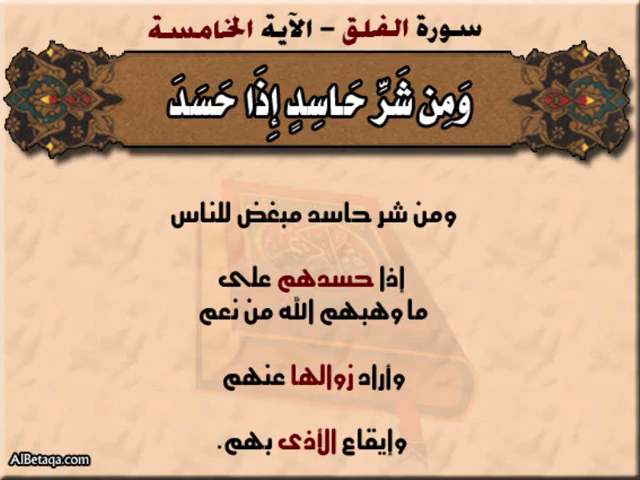 سورة الفلق - الآية الخامسة
وَمِن شَرِّ حَاسِدٍ إِذَا حَسَدَ
ومن شر حاسد مبغض للناس
إذا حسدهم على
ما وهبهم الله من نعم
وأراد زوالها عنهم
وإيقاع الأذى بهم.
AlBetaqa.com